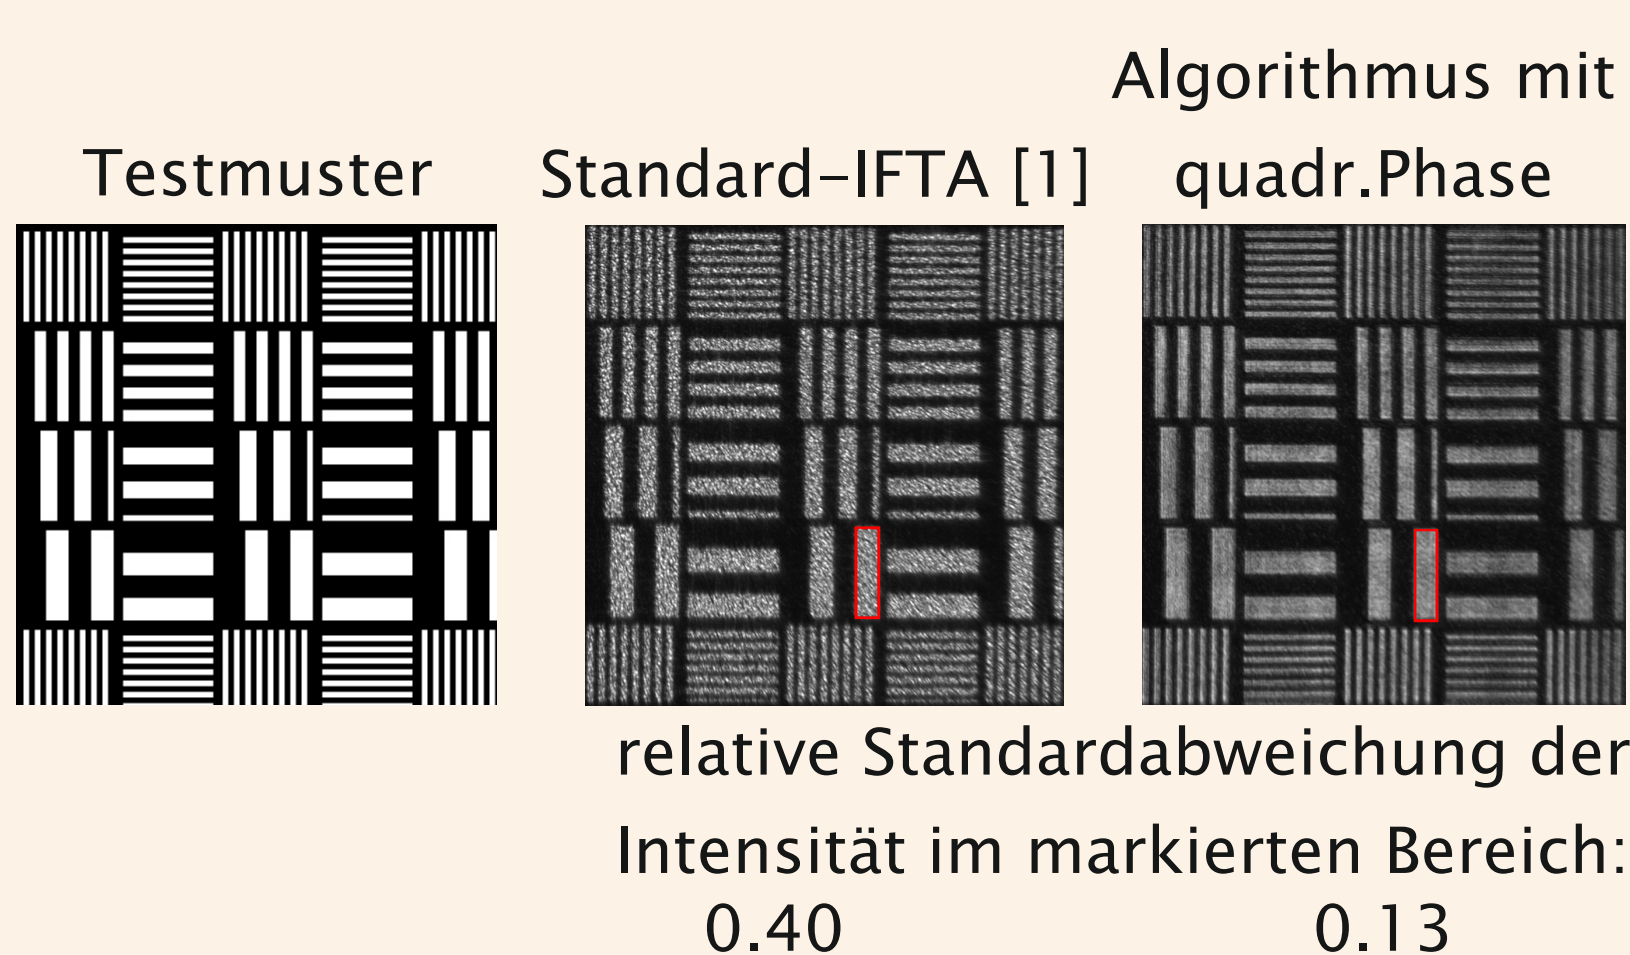 Algorithmus mit
Testmuster Standard-IFTA [1] quadr.Phase
relative Standardabweichung der
Intensität im markierten Bereich:
0.40 0.13